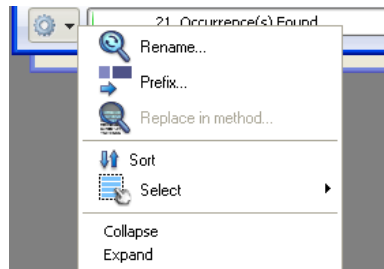 21 Occurrence(s) Found
Rename...
Prefix...
Replace in method...
Sort
Select
Collapse
Expand